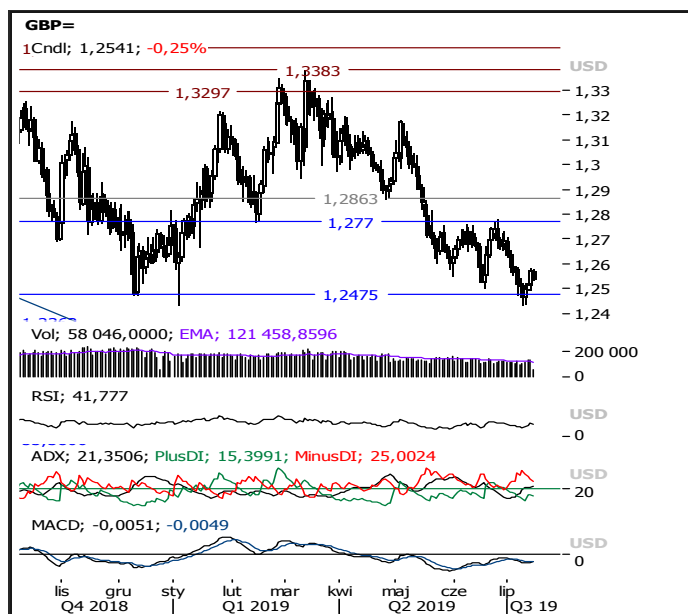 GBP=
1
Cndl; 1,2541; -0,25%
USD
1,3383
1,33
1,3297
1,32
1,31
1,3
1,29
1,2863
1,28
1,277
1,27
1,26
1,25
1,2475
1,24
Vol; 58 046,0000; EMA; 121 458,8596
200 000
0
RSI; 41,777
USD
0
ADX; 21,3506; PlusDI; 15,3991; MinusDI; 25,0024
USD
20
MACD; -0,0051; -0,0049
USD
0
lis gru sty lut mar kwi maj cze lip
Q4 2018 Q1 2019 Q2 2019 Q3 19